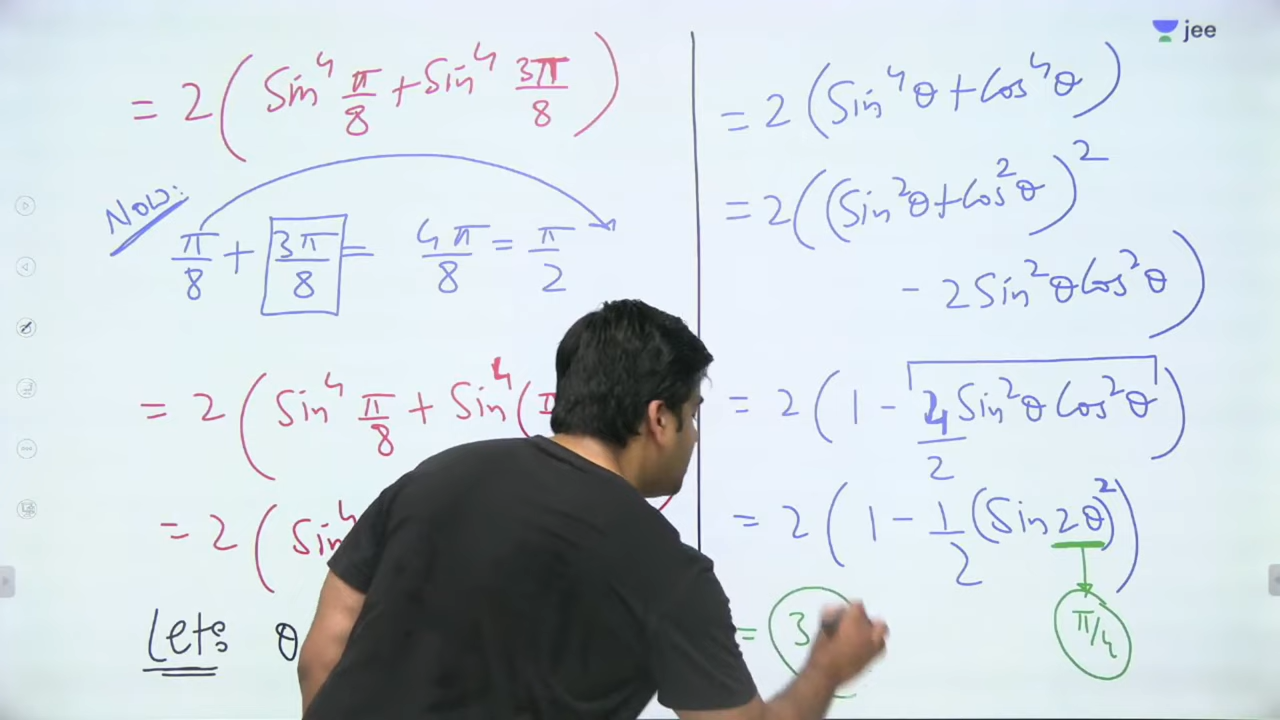 jee
= 2 ( Sin⁴ π/8 + Sin⁴ 3π/8 )
Now:
π/8 + 3π/8 = 4π/8 = π/2
= 2 ( Sin⁴ π/8 + Sin⁴ (
= 2 ( Sin⁴
Lets θ
= 2 ( Sin⁴θ + Cos⁴θ )
= 2 ( (Sin²θ + Cos²θ)²
- 2 Sin²θ Cos²θ )
= 2 ( 1 - 4/2 Sin²θ Cos²θ )
= 2 ( 1 - 1/2 (Sin 2θ)² )
= 3
π/4